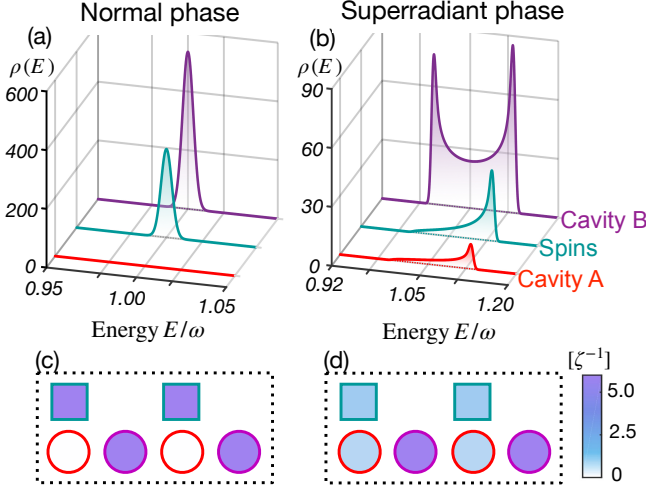 Normal phase
Superradiant phase
(a)
(b)
ρ(E)
ρ(E)
600
400
200
0
0.95
1.00
1.05
Energy E/ω
90
60
30
0
0.92
1.05
1.20
Energy E/ω
Cavity B
Spins
Cavity A
(c)
(d)
[ζ⁻¹]
5.0
2.5
0